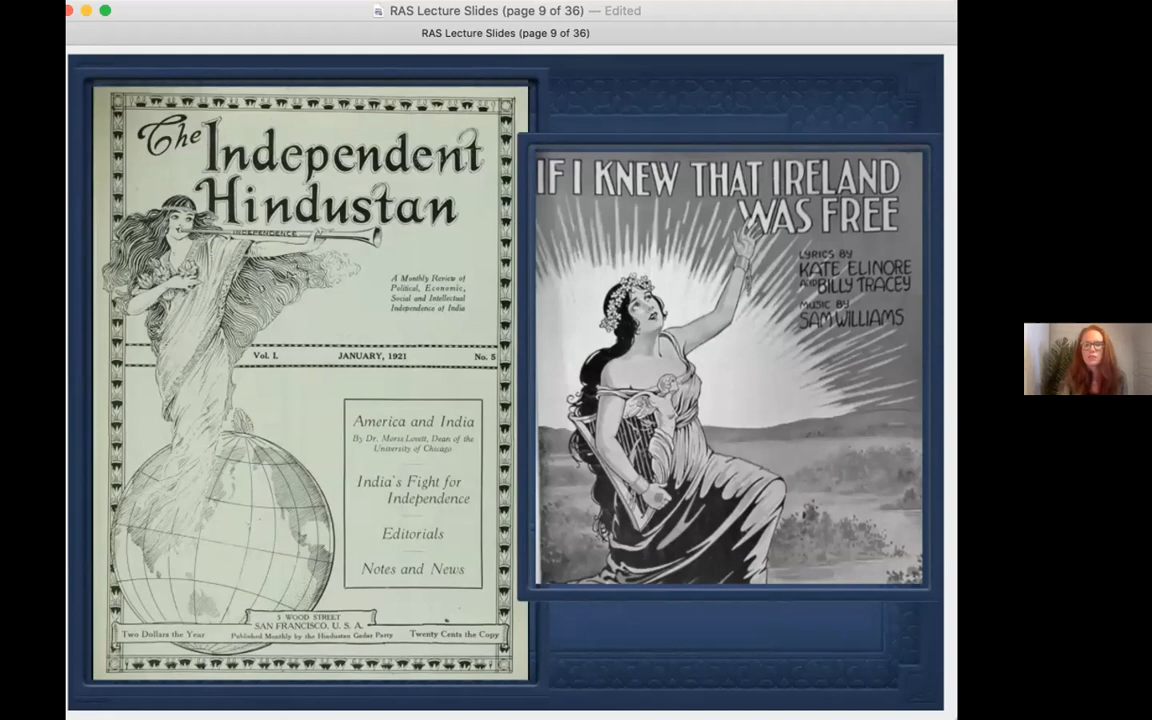 RAS Lecture Slides (page 9 of 36) — Edited
RAS Lecture Slides (page 9 of 36)
The
Independent
Hindustan
INDEPENDENCE
A Monthly Review of
Political, Economic,
Social and Intellectual
Independence of India
Vol. I. JANUARY, 1921 No. 5
America and India
By Dr. Morss Lovett, Dean of the
University of Chicago
India's Fight for
Independence
Editorials
Notes and News
5 WOOD STREET
SAN FRANCISCO, U. S. A.
Two Dollars the Year Published Monthly by the Hindustan Gadar Party Twenty Cents the Copy
IF I KNEW THAT IRELAND
WAS FREE
LYRICS BY
KATE ELINORE
AND BILLY TRACEY
MUSIC BY
SAM WILLIAMS